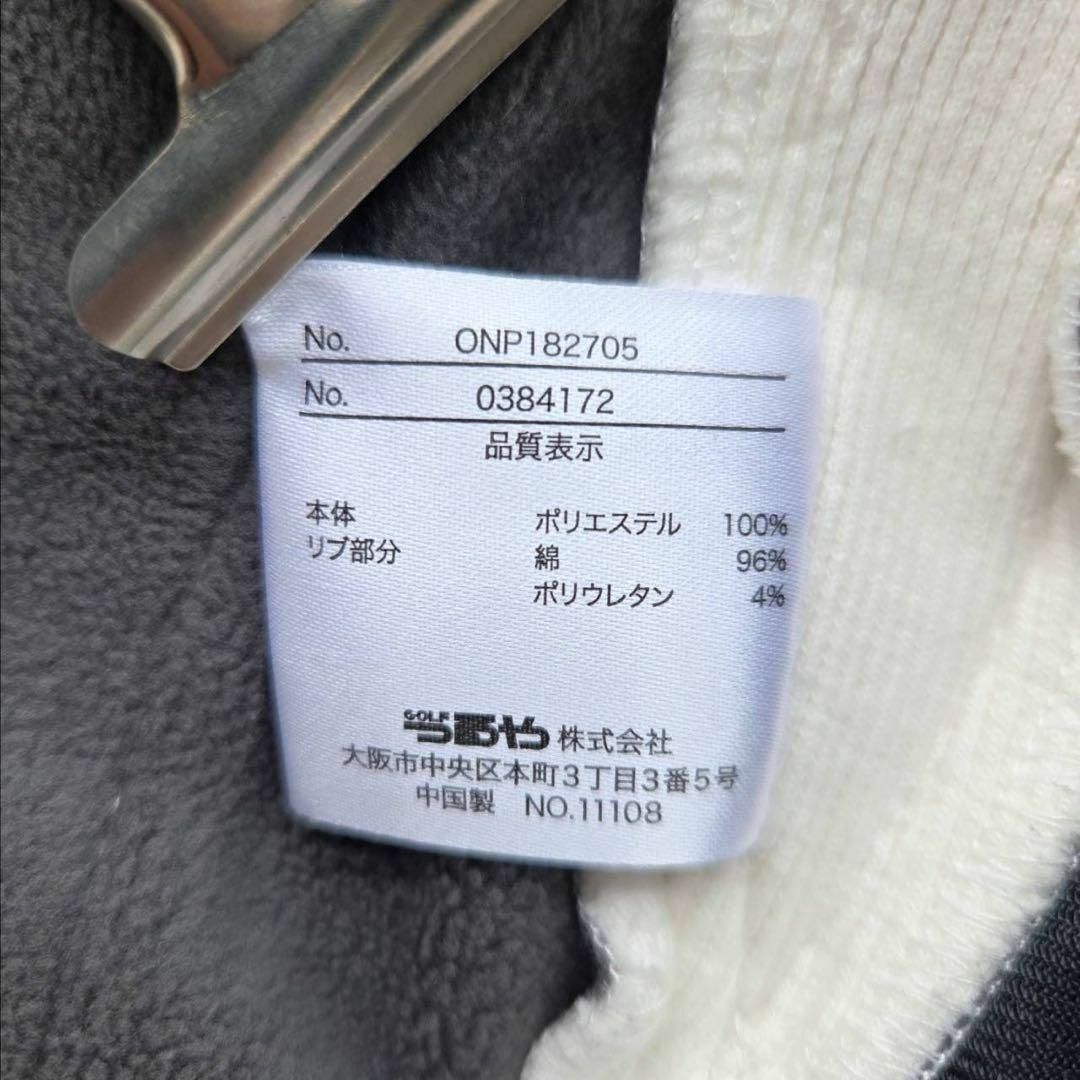 No. ONP182705
No. 0384172
品質表示
本体 ポリエステル 100%
リブ部分 綿 96%
ポリウレタン 4%
GOLF
つるや 株式会社
大阪市中央区本町3丁目3番5号
中国製 NO.11108